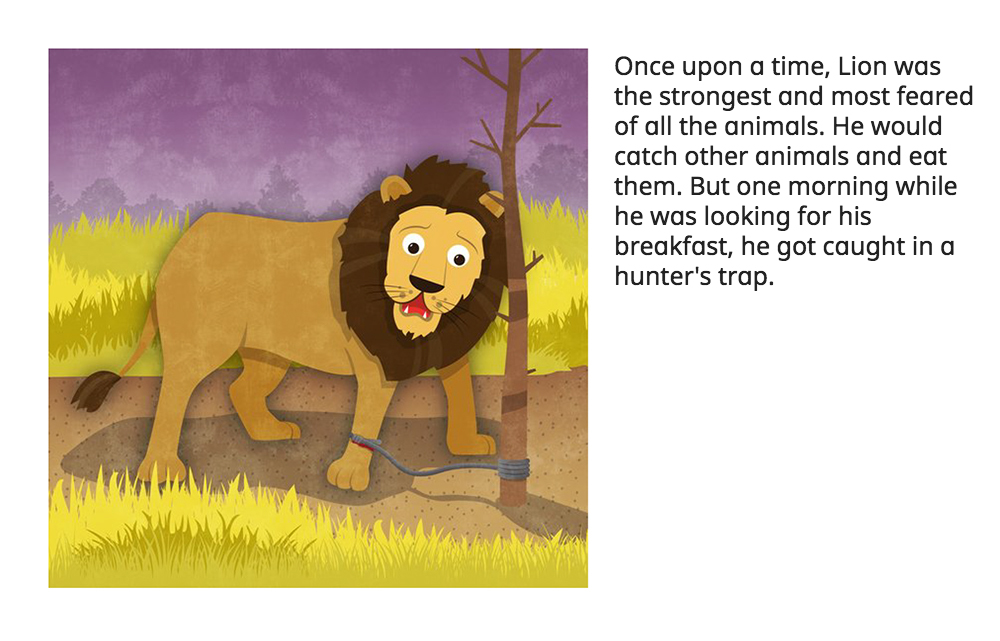 Once upon a time, Lion was
the strongest and most feared
of all the animals. He would
catch other animals and eat
them. But one morning while
he was looking for his
breakfast, he got caught in a
hunter's trap.